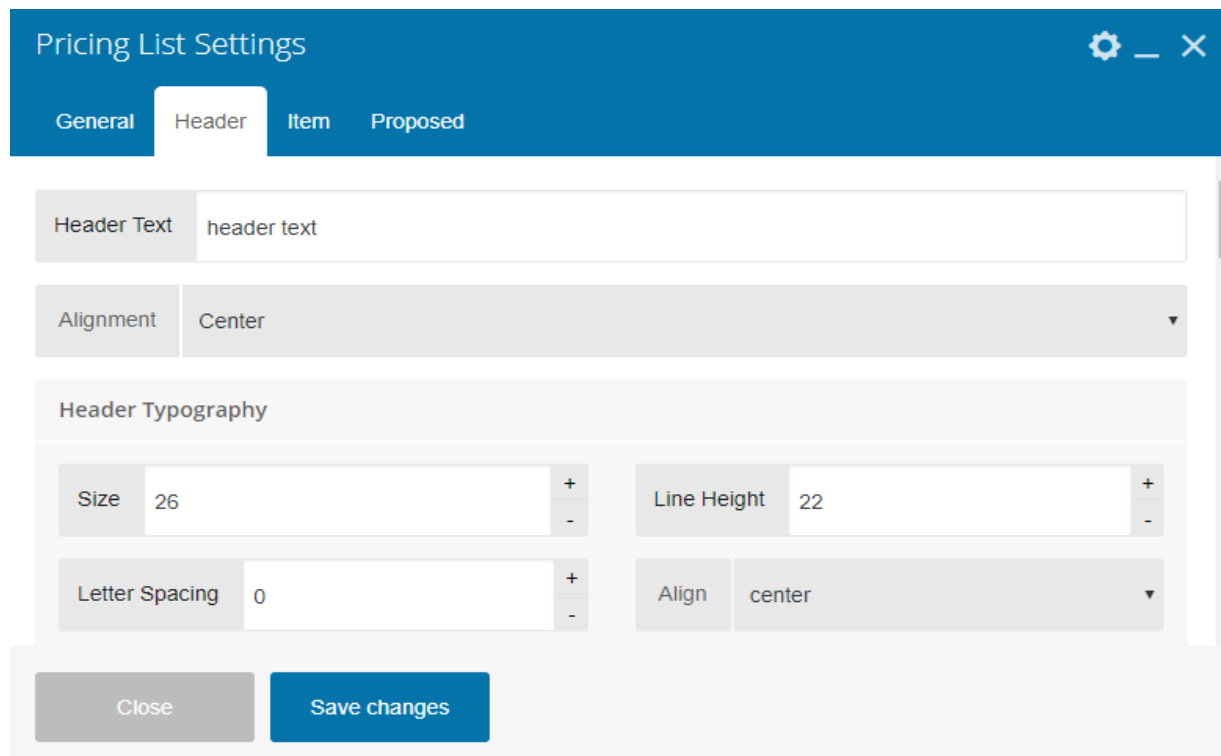 Pricing List Settings
General Header Item Proposed
Header Text header text
Alignment Center
Header Typography
Size 26 + - Line Height 22 + -
Letter Spacing 0 + - Align center
Close Save changes